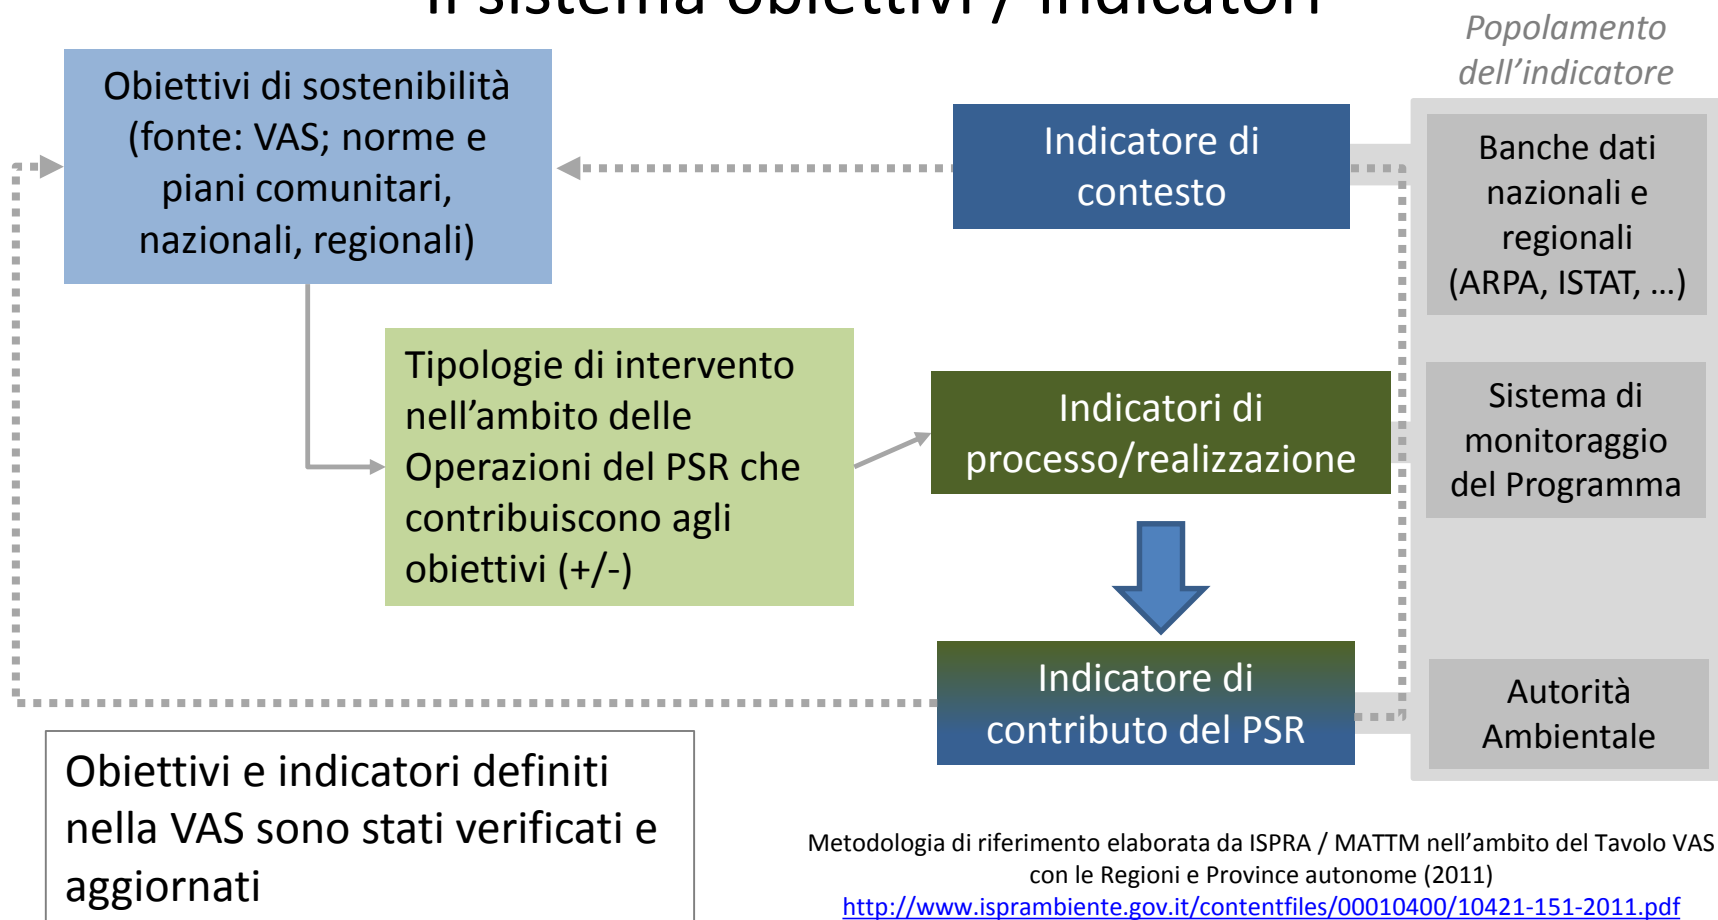 Il sistema obiettivi / indicatori
Popolamento
dell’indicatore
Obiettivi di sostenibilità
(fonte: VAS; norme e
piani comunitari,
nazionali, regionali)
Indicatore di
contesto
Banche dati
nazionali e
regionali
(ARPA, ISTAT, …)
Tipologie di intervento
nell’ambito delle
Operazioni del PSR che
contribuiscono agli
obiettivi (+/-)
Indicatori di
processo/realizzazione
Sistema di
monitoraggio
del Programma
Indicatore di
contributo del PSR
Autorità
Ambientale
Obiettivi e indicatori definiti
nella VAS sono stati verificati e
aggiornati
Metodologia di riferimento elaborata da ISPRA / MATTM nell’ambito del Tavolo VAS
con le Regioni e Province autonome (2011)
http://www.isprambiente.gov.it/contentfiles/00010400/10421-151-2011.pdf